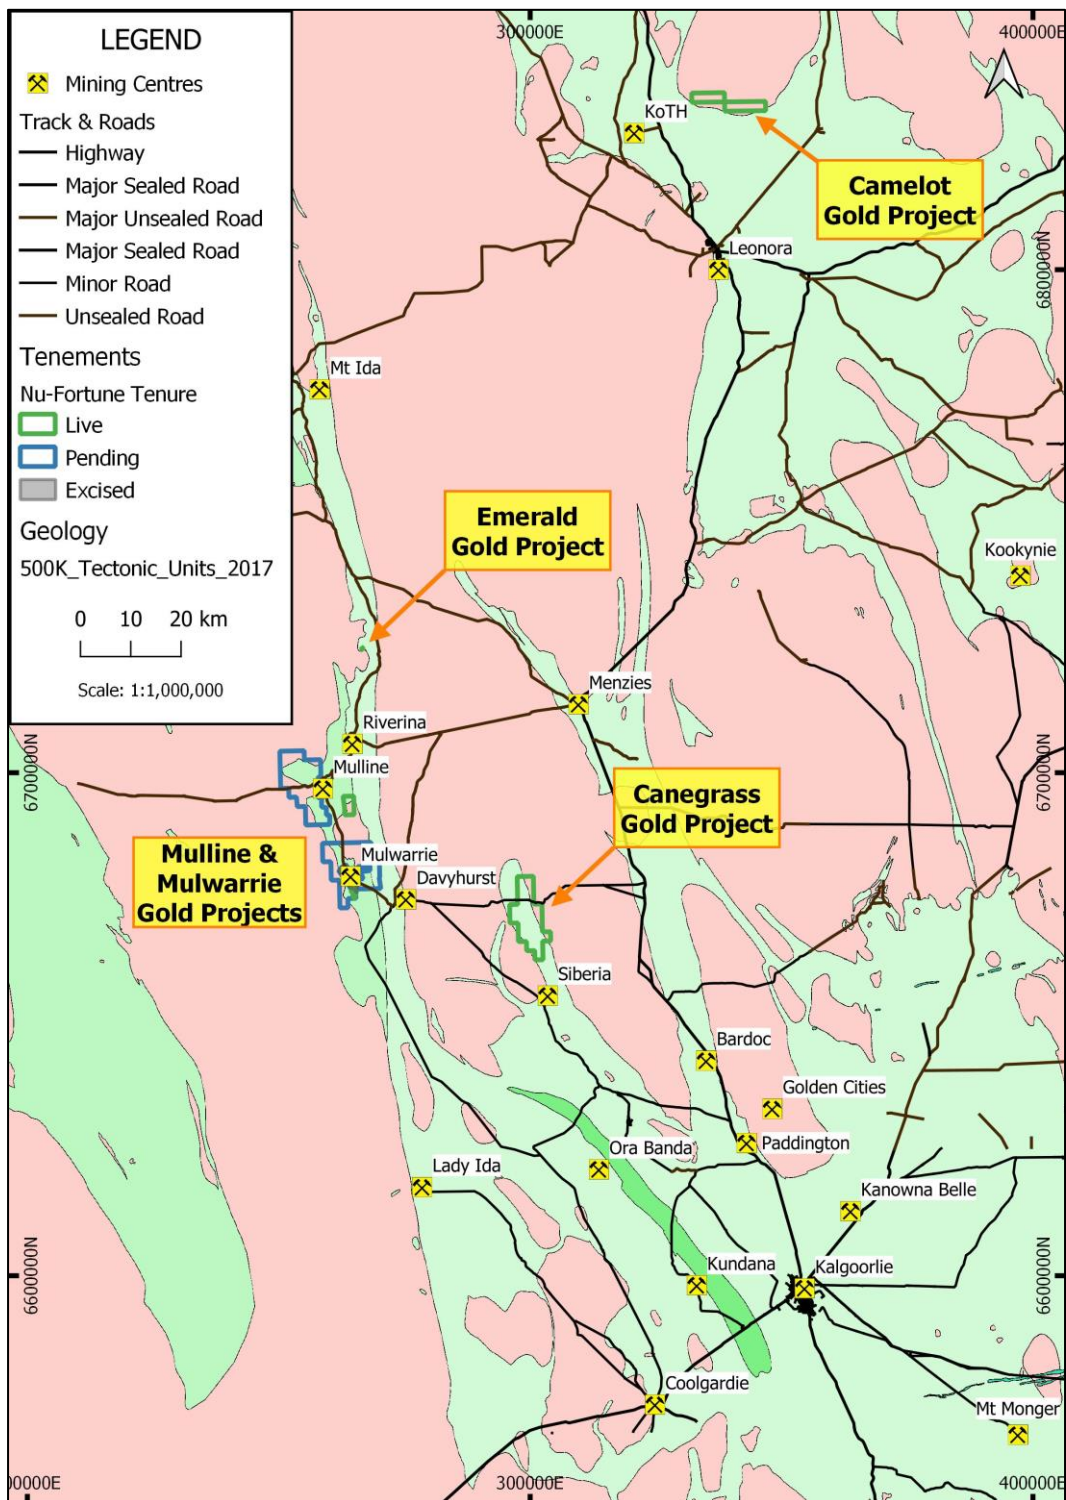 LEGEND
Mining Centres
Track & Roads
Highway
Major Sealed Road
Major Unsealed Road
Major Sealed Road
Minor Road
Unsealed Road
Tenements
Nu-Fortune Tenure
Live
Pending
Excised
Geology
500K_Tectonic_Units_2017
0 10 20 km
Scale: 1:1,000,000
300000E
400000E
KoTH
Camelot
Gold Project
Leonora
6800000N
Mt Ida
Emerald
Gold Project
Kookynie
Menzies
Riverina
Mulline
6700000N
6700000N
Canegrass
Gold Project
Mulline &
Mulwarrie
Gold Projects
Mulwarrie
Davyhurst
Siberia
Bardoc
Golden Cities
Paddington
Ora Banda
Lady Ida
Kanowna Belle
6600000N
6600000N
Kundana
Kalgoorlie
Coolgardie
Mt Monger
00000E
300000E
400000E